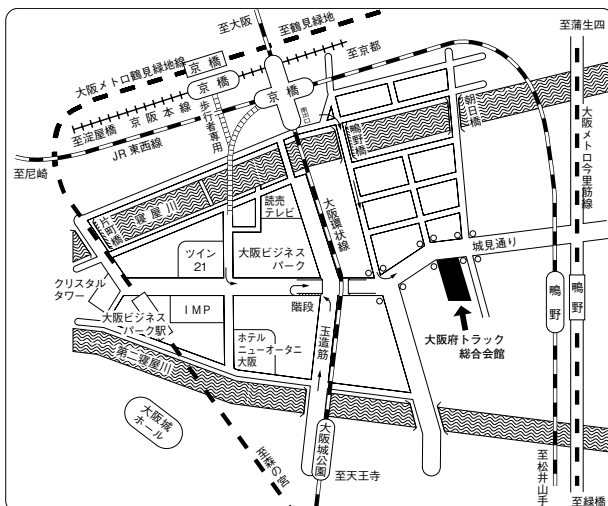 至大阪
至鶴見緑地
至蒲生四
大阪メトロ鶴見緑地線
京橋
至京都
京橋
京橋
南出口
至淀屋橋
京阪本線
歩行者専用
JR東西線
至尼崎
鴫野橋
朝日橋
大阪メトロ今里筋線
片町橋
寝屋川
読売
テレビ
大阪環状線
城見通り
ツイン
21
大阪ビジネス
パーク
クリスタル
タワー
階段
鴫野
鴫野
IMP
大阪ビジネス
パーク駅
大阪府トラック
総合会館
玉造筋
ホテル
ニューオータニ
大阪
第二寝屋川
大阪城
ホール
大阪城公園
至森の宮
至天王寺
至松井山手
至緑橋